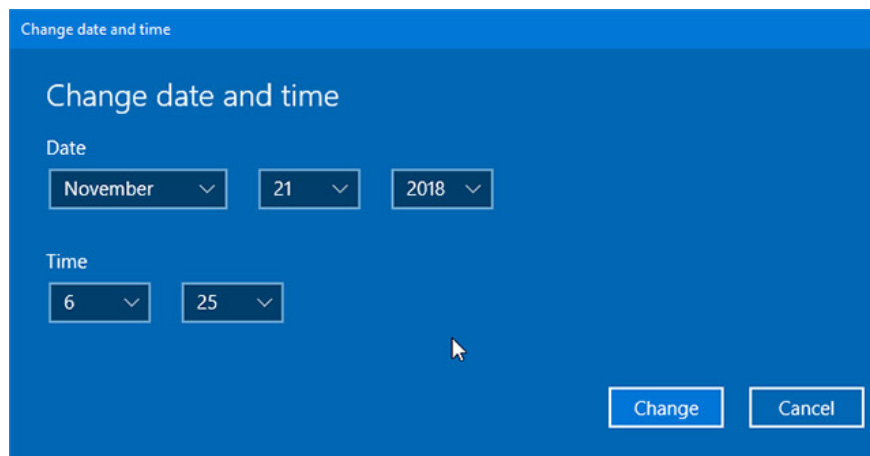 Change date and time
Change date and time
Date
November 21 2018
Time
6 25
Change Cancel